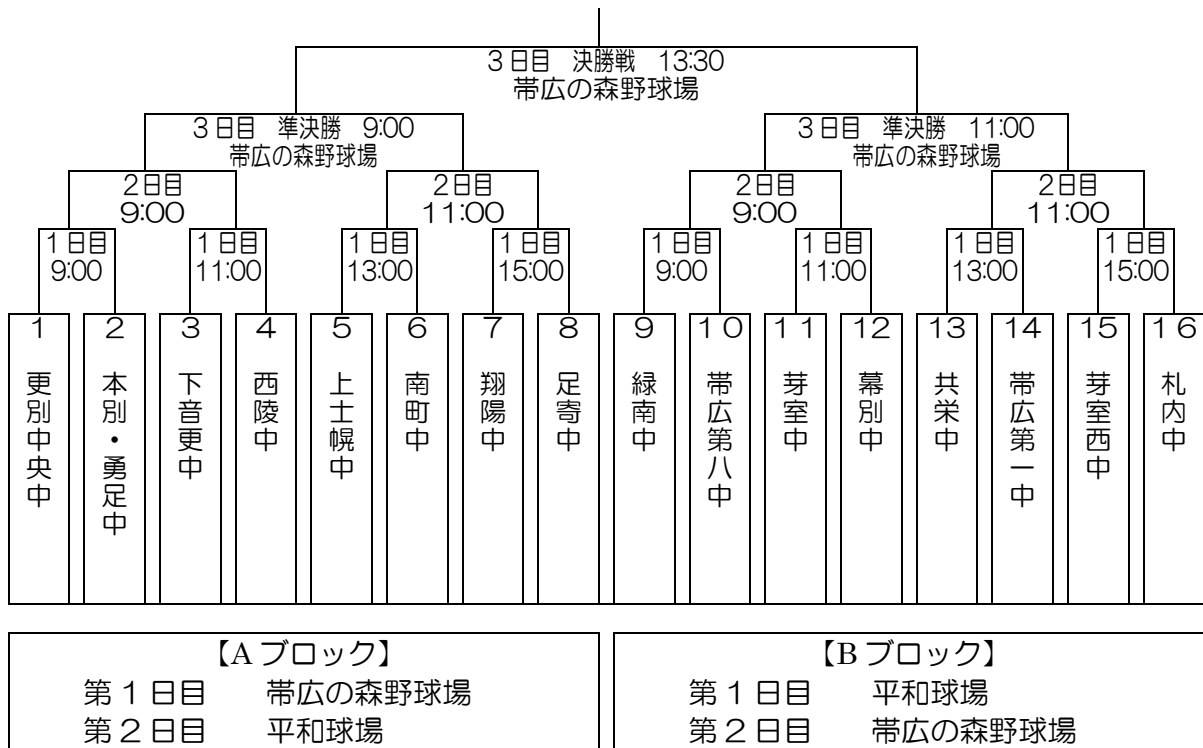 3日目 決勝戦 13:30
帯広の森野球場
3日目 準決勝 9:00
帯広の森野球場
3日目 準決勝 11:00
帯広の森野球場
2日目
9:00
2日目
11:00
2日目
9:00
2日目
11:00
1日目
9:00
1日目
11:00
1日目
13:00
1日目
15:00
1日目
9:00
1日目
11:00
1日目
13:00
1日目
15:00
1
更別中央中
2
本別・勇足中
3
下音更中
4
西陵中
5
上士幌中
6
南町中
7
翔陽中
8
足寄中
9
緑南中
10
帯広第八中
11
芽室中
12
幕別中
13
共栄中
14
帯広第一中
15
芽室西中
16
札内中
【Aブロック】
第1日目 帯広の森野球場
第2日目 平和球場
【Bブロック】
第1日目 平和球場
第2日目 帯広の森野球場